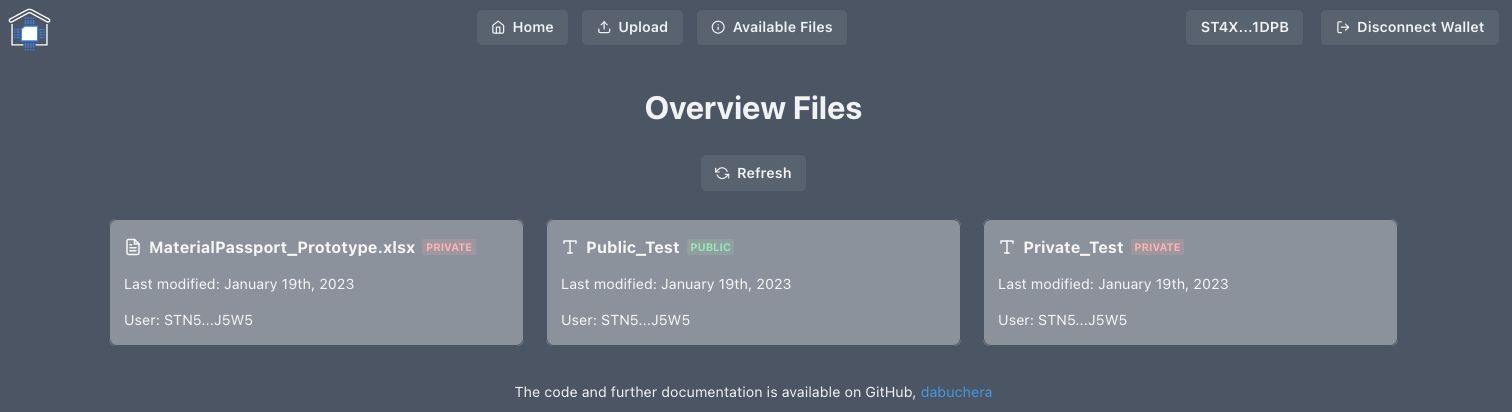 Home Upload Available Files ST4X...1DPB Disconnect Wallet
Overview Files
Refresh
MaterialPassport_Prototype.xlsx PRIVATE
Last modified: January 19th, 2023
User: STN5...J5W5
Public_Test PUBLIC
Last modified: January 19th, 2023
User: STN5...J5W5
Private_Test PRIVATE
Last modified: January 19th, 2023
User: STN5...J5W5
The code and further documentation is available on GitHub, dabuchera